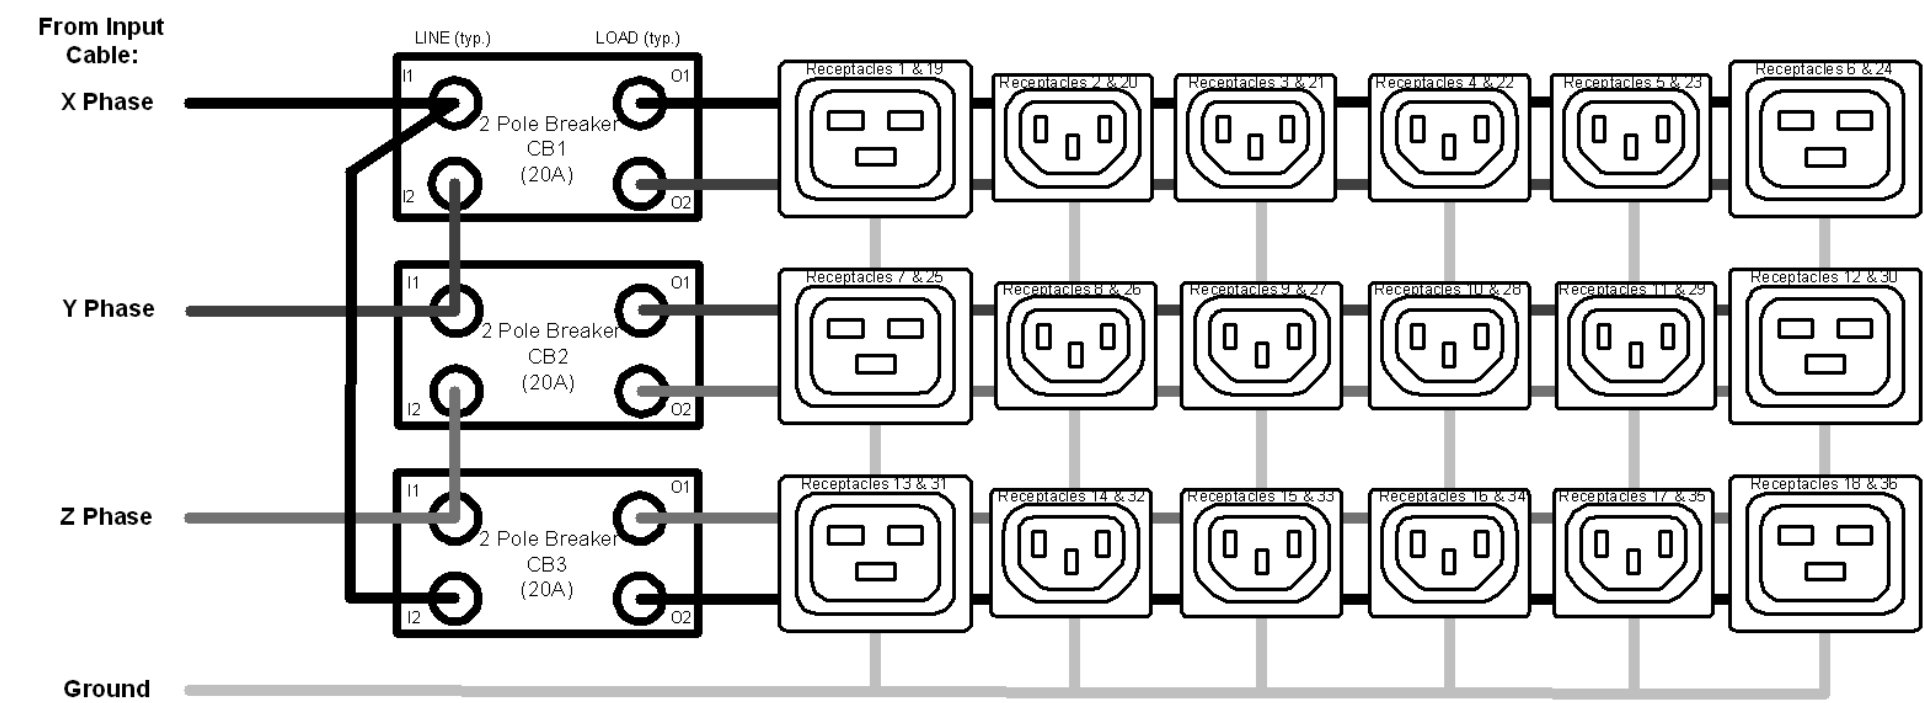 From Input
Cable:
LINE (typ.)
LOAD (typ.)
X Phase
I1
O1
2 Pole Breaker
CB1
(20A)
I2
O2
Receptacles 1 & 19
Receptacles 2 & 20
Receptacles 3 & 21
Receptacles 4 & 22
Receptacles 5 & 23
Receptacles 6 & 24
Y Phase
I1
O1
2 Pole Breaker
CB2
(20A)
I2
O2
Receptacles 7 & 25
Receptacles 8 & 26
Receptacles 9 & 27
Receptacles 10 & 28
Receptacles 11 & 29
Receptacles 12 & 30
Z Phase
I1
O1
2 Pole Breaker
CB3
(20A)
I2
O2
Receptacles 13 & 31
Receptacles 14 & 32
Receptacles 15 & 33
Receptacles 16 & 34
Receptacles 17 & 35
Receptacles 18 & 36
Ground